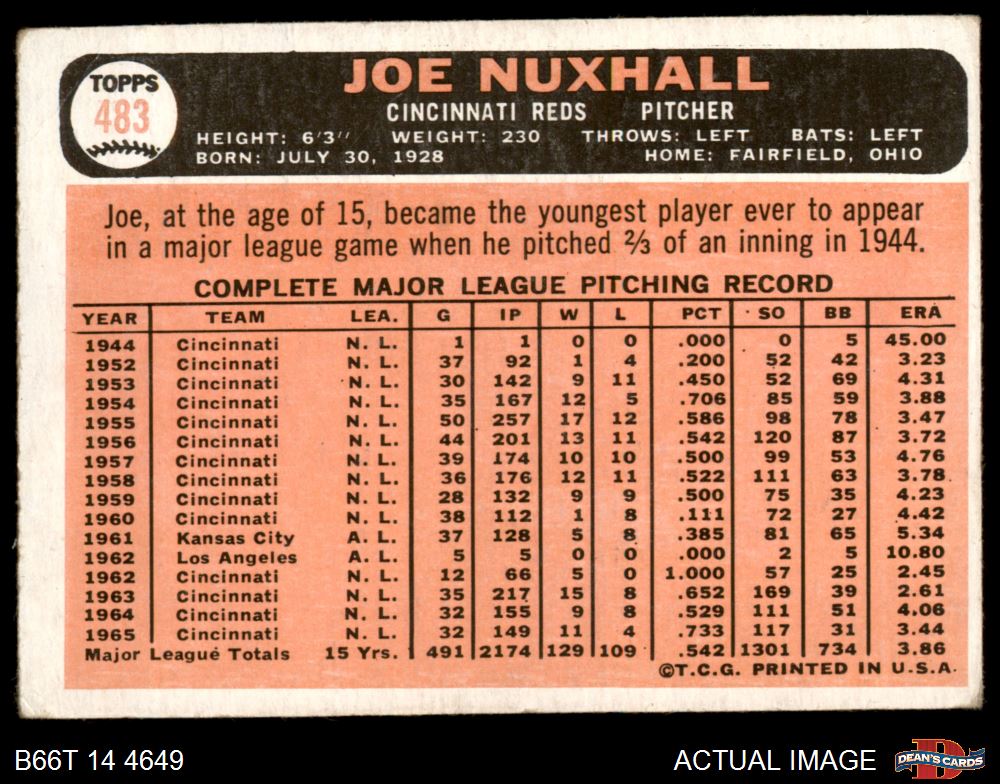 TOPPS
483
JOE NUXHALL
CINCINNATI REDS PITCHER
HEIGHT: 6'3" WEIGHT: 230 THROWS: LEFT BATS: LEFT
BORN: JULY 30, 1928 HOME: FAIRFIELD, OHIO
Joe, at the age of 15, became the youngest player ever to appear
in a major league game when he pitched ⅔ of an inning in 1944.
COMPLETE MAJOR LEAGUE PITCHING RECORD
YEAR TEAM LEA. G IP W L PCT SO BB ERA
1944 Cincinnati N. L. 1 1 0 0 .000 0 5 45.00
1952 Cincinnati N. L. 37 92 1 4 .200 52 42 3.23
1953 Cincinnati N. L. 30 142 9 11 .450 52 69 4.31
1954 Cincinnati N. L. 35 167 12 5 .706 85 59 3.88
1955 Cincinnati N. L. 50 257 17 12 .586 98 78 3.47
1956 Cincinnati N. L. 44 201 13 11 .542 120 87 3.72
1957 Cincinnati N. L. 39 174 10 10 .500 99 53 4.76
1958 Cincinnati N. L. 36 176 12 11 .522 111 63 3.78
1959 Cincinnati N. L. 28 132 9 9 .500 75 35 4.23
1960 Cincinnati N. L. 38 112 1 8 .111 72 27 4.42
1961 Kansas City A. L. 37 128 5 8 .385 81 65 5.34
1962 Los Angeles A. L. 5 5 0 0 .000 2 5 10.80
1962 Cincinnati N. L. 12 66 5 0 1.000 57 25 2.45
1963 Cincinnati N. L. 35 217 15 8 .652 169 39 2.61
1964 Cincinnati N. L. 32 155 9 8 .529 111 51 4.06
1965 Cincinnati N. L. 32 149 11 4 .733 117 31 3.44
Major League Totals 15 Yrs. 491 2174 129 109 .542 1301 734 3.86
©T.C.G. PRINTED IN U.S.A.
B66T 14 4649
ACTUAL IMAGE
D
DEAN'S CARDS